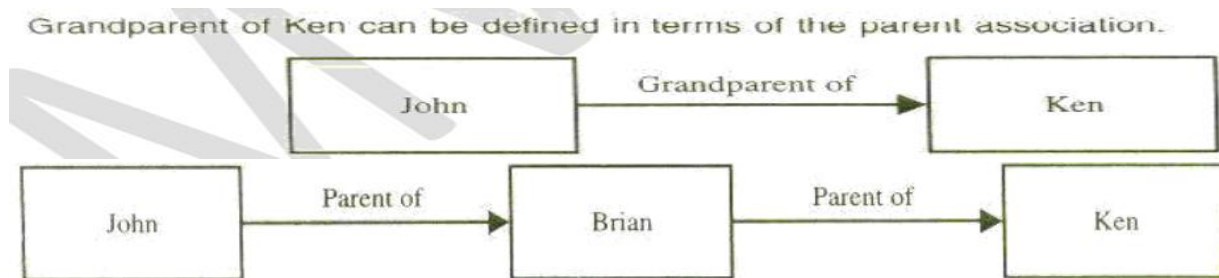 Grandparent of Ken can be defined in terms of the parent association.
John Grandparent of Ken
John Parent of Brian Parent of Ken